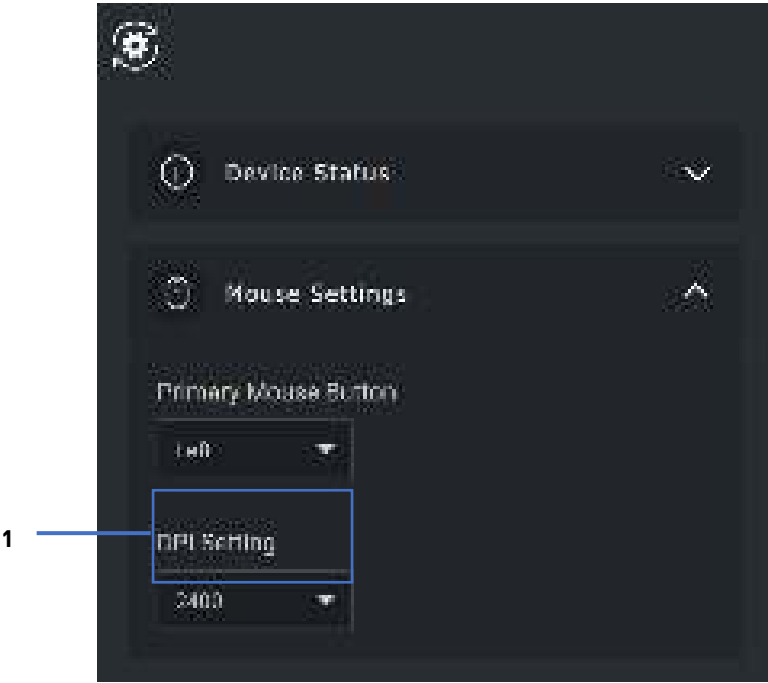 Device Status
Mouse Settings
Primary Mouse Button
Left
1
DPI Setting
2400